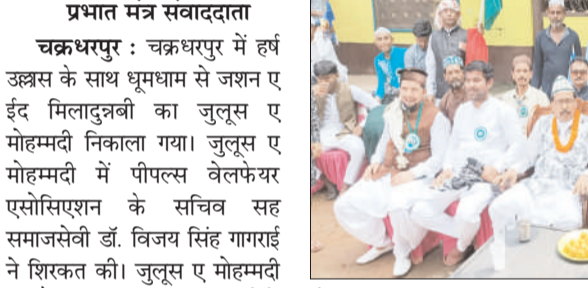 प्रभात मंत्र संवाददाता
चक्रधरपुर : चक्रधरपुर में हर्ष
उल्लास के साथ धूमधाम से जशन ए
ईद मिलादुन्नबी का जुलूस ए
मोहम्मदी निकाला गया। जुलूस ए
मोहम्मदी में पीपल्स वेलफेयर
एसोसिएशन के सचिव सह
समाजसेवी डॉ. विजय सिंह गागराई
ने शिरकत की। जुलूस ए मोहम्मदी